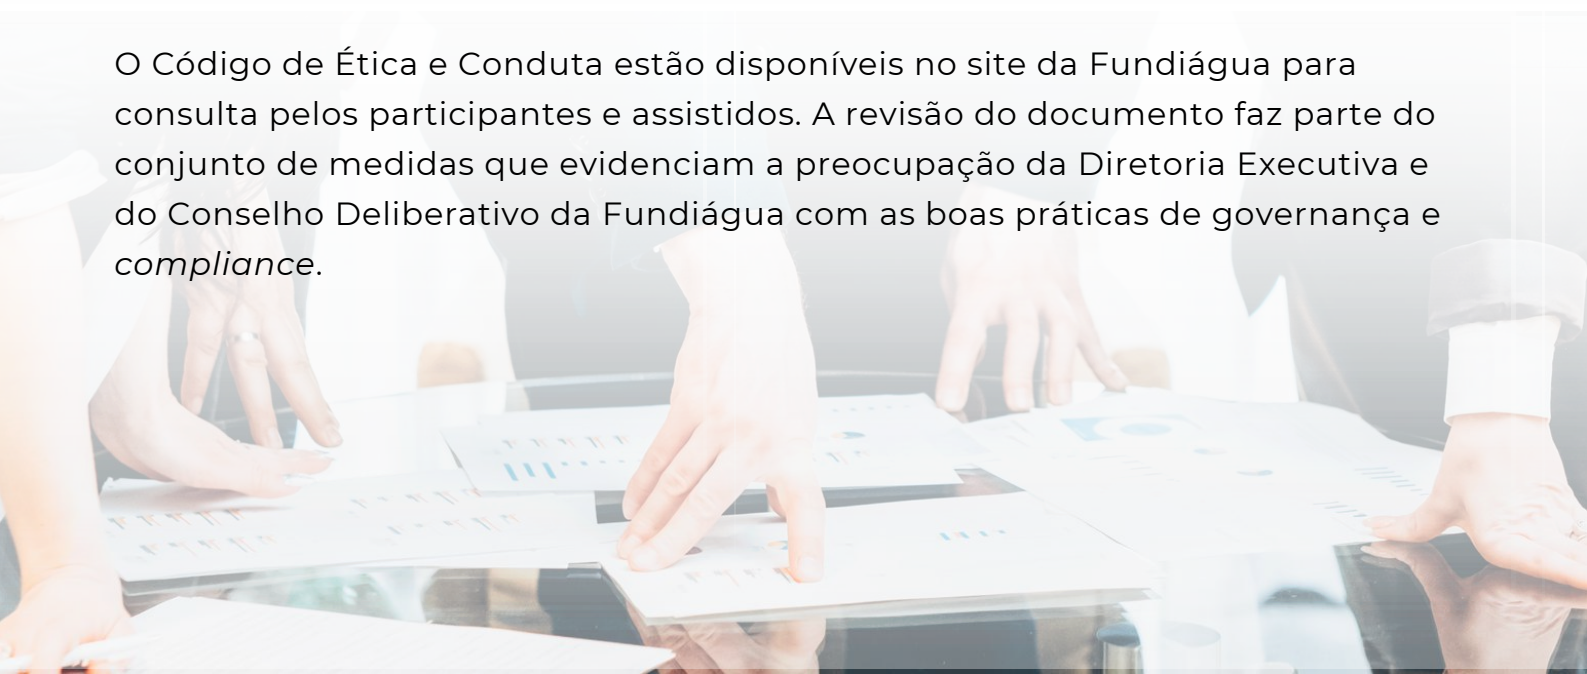 O Código de Ética e Conduta estão disponíveis no site da Fundiágua para
consulta pelos participantes e assistidos. A revisão do documento faz parte do
conjunto de medidas que evidenciam a preocupação da Diretoria Executiva e
do Conselho Deliberativo da Fundiágua com as boas práticas de governança e
compliance.